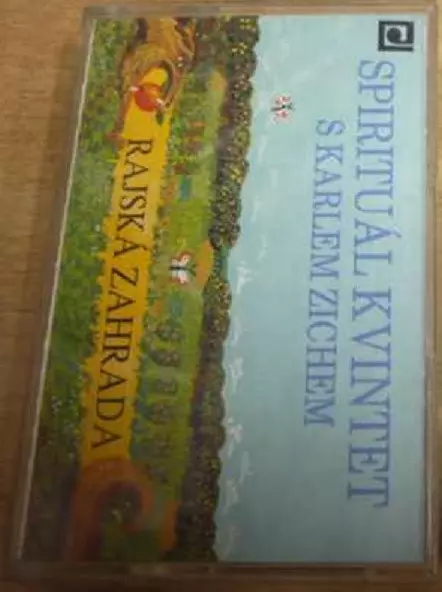 SPIRITUÁL KVINTET
S KARLEM ZICHEM
RAJSKÁ ZAHRADA